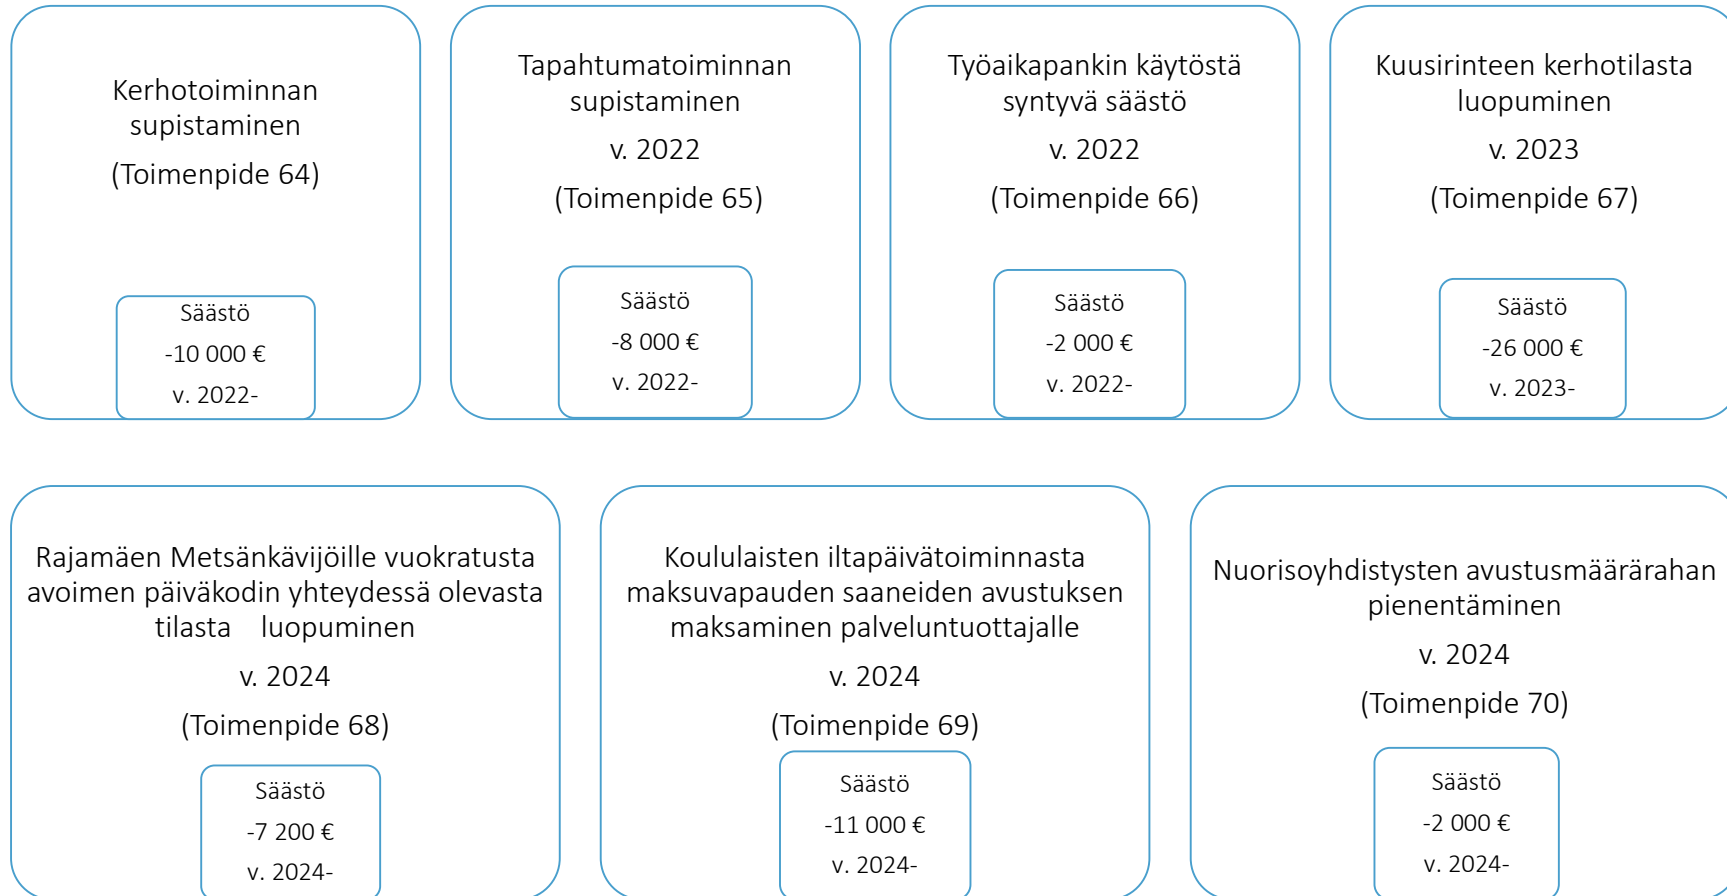 Kerhotoiminnan
supistaminen
(Toimenpide 64)
Säästö
-10 000 €
v. 2022-
Tapahtumatoiminnan
supistaminen
v. 2022
(Toimenpide 65)
Säästö
-8 000 €
v. 2022-
Työaikapankin käytöstä
syntyvä säästö
v. 2022
(Toimenpide 66)
Säästö
-2 000 €
v. 2022-
Kuusirinteen kerhotilasta
luopuminen
v. 2023
(Toimenpide 67)
Säästö
-26 000 €
v. 2023-
Rajamäen Metsänkävijöille vuokratusta
avoimen päiväkodin yhteydessä olevasta
tilasta luopuminen
v. 2024
(Toimenpide 68)
Säästö
-7 200 €
v. 2024-
Koululaisten iltapäivätoiminnasta
maksuvapauden saaneiden avustuksen
maksaminen palveluntuottajalle
v. 2024
(Toimenpide 69)
Säästö
-11 000 €
v. 2024-
Nuorisoyhdistysten avustusmäärärahan
pienentäminen
v. 2024
(Toimenpide 70)
Säästö
-2 000 €
v. 2024-